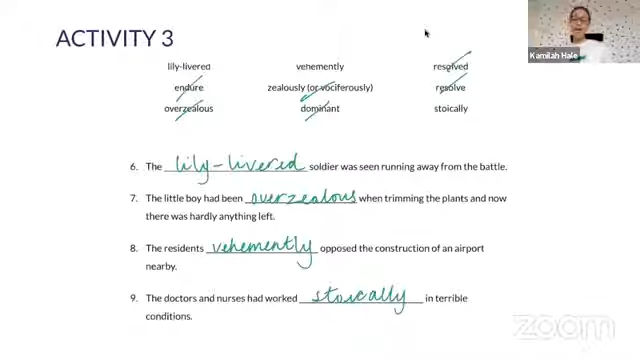 ACTIVITY 3
lily-livered
venemently
resolved
endure
zealously (or vociferously)
resolve
overzealous
dominant
stoically
6. The lily-livered soldier was seen running away from the battle.
7. The little boy had been overzealous when trimming the plants and now
there was hardly anything left.
8. The residents vehemently opposed the construction of an airport
nearby.
9. The doctors and nurses had worked stoically in terrible
conditions.
Kamilah Hale
zoom